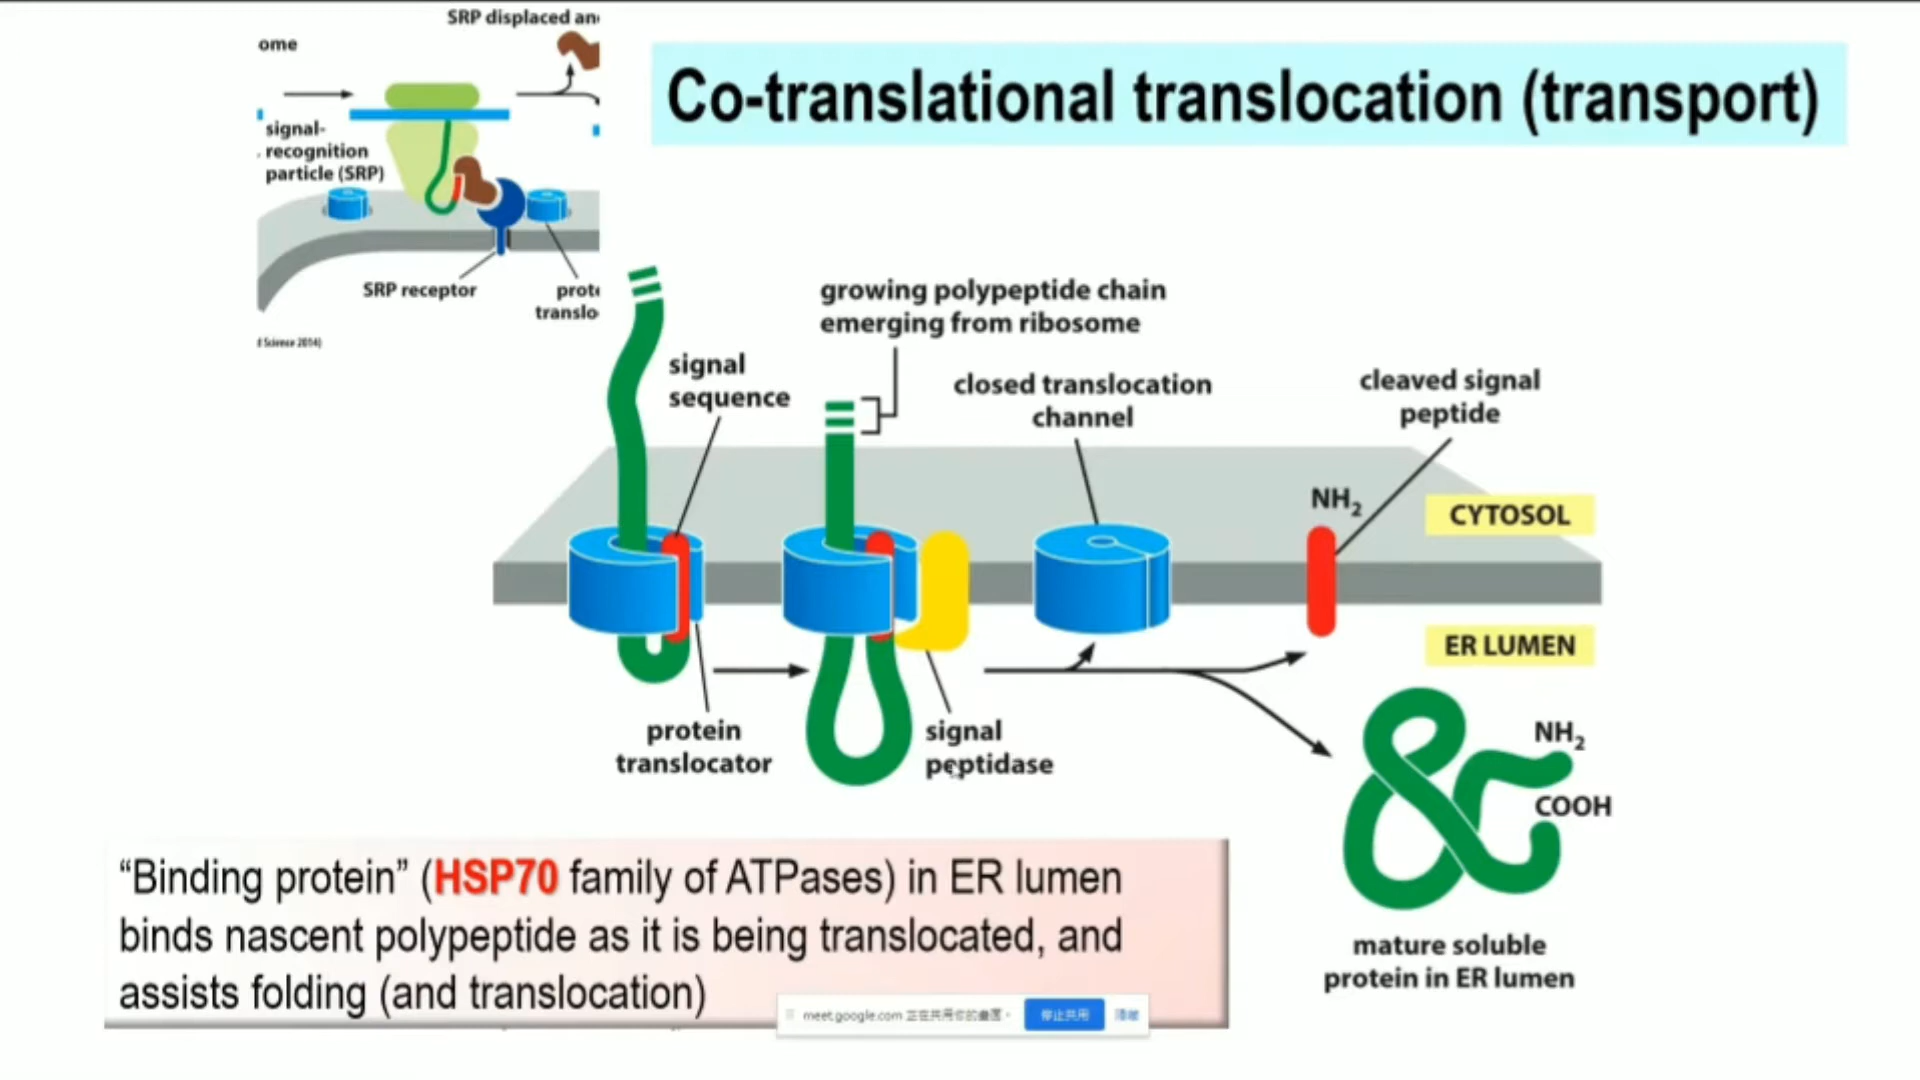 SRP displaced an
ome
Co-translational translocation (transport)
signal-
recognition
particle (SRP)
SRP receptor
prote
translo
d Science 2014)
growing polypeptide chain
emerging from ribosome
signal
sequence
closed translocation
channel
cleaved signal
peptide
NH2
CYTOSOL
ER LUMEN
protein
translocator
signal
peptidase
NH2
COOH
mature soluble
protein in ER lumen
“Binding protein” (HSP70 family of ATPases) in ER lumen
binds nascent polypeptide as it is being translocated, and
assists folding (and translocation)
meet.google.com 正在共用你的畫面。
停止共用
隱藏